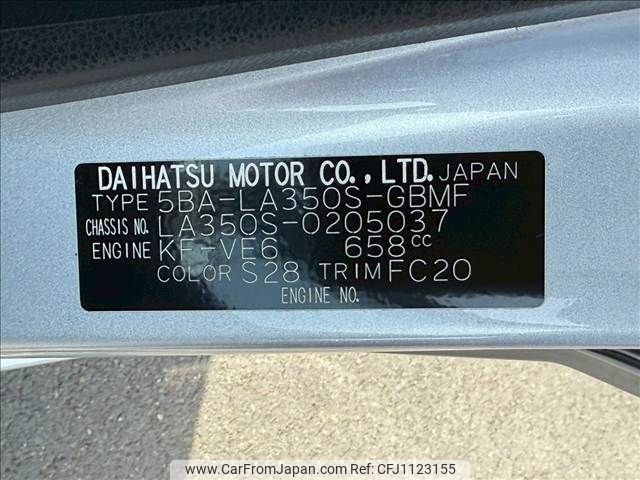 DAIHATSU MOTOR CO., LTD. JAPAN
TYPE 5BA-LA350S-GBMF
CHASSIS NO. LA350S-0205037
ENGINE KF-VE6 658cc
COLOR S28 TRIM FC20
ENGINE NO.
www.CarFromJapan.com - CFJ1123155